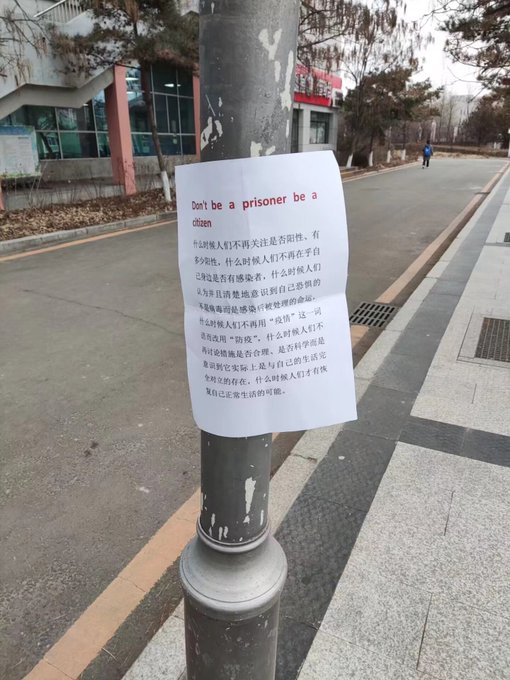 Don't be a prisoner be a
citizen
什么时候人们不再关注是否阳性、有
多少阳性，什么时候人们不再在乎自
己身边是否有感染者，什么时候人们
认为并且清楚地意识到自己恐惧的
不是病毒而是感染后被处理的命运，
什么时候人们不再用“疫情”这一词
语而改用“防疫”，什么时候人们不
再讨论措施是否合理、是否科学而是
意识到它实际上是与自己的生活完
全对立的存在，什么时候人们才有恢
复自己正常生活的可能。